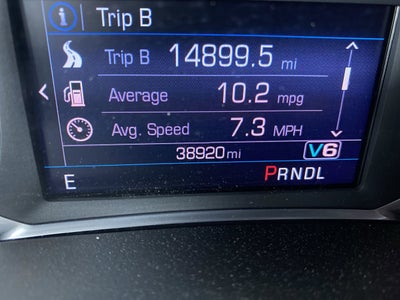 i Trip B
Trip B 14899.5 mi
Average 10.2 mpg
Avg. Speed 7.3 MPH
38920 mi V6
E PRNDL